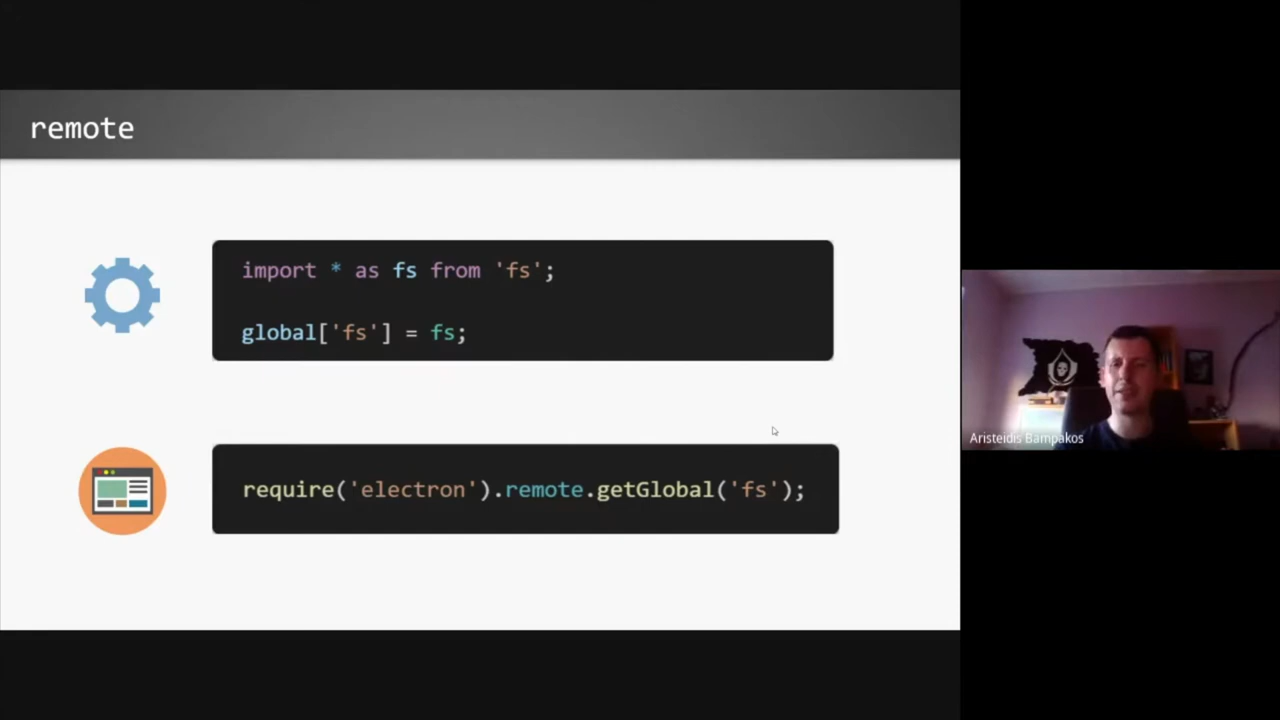 remote
import * as fs from 'fs';
global['fs'] = fs;
require('electron').remote.getGlobal('fs');
Aristeidis Bampakos